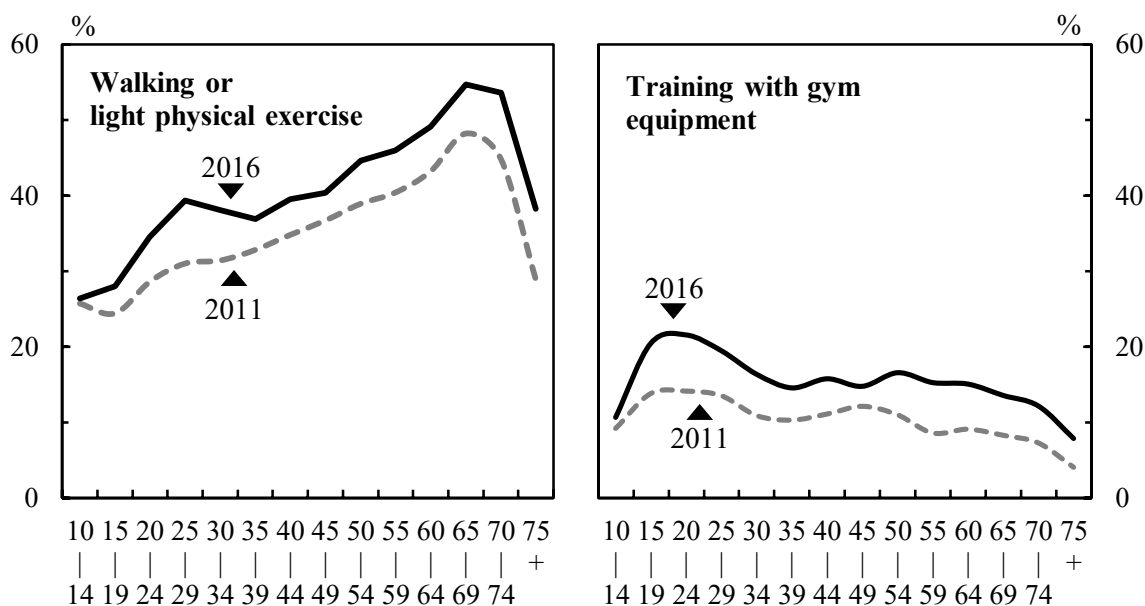 %
60
Walking or
light physical exercise
2016
40
2011
20
0
10 15 20 25 30 35 40 45 50 55 60 65 70 75
| | | | | | | | | | | | | +
14 19 24 29 34 39 44 49 54 59 64 69 74
%
60
Training with gym
equipment
40
2016
20
2011
0
10 15 20 25 30 35 40 45 50 55 60 65 70 75
| | | | | | | | | | | | | +
14 19 24 29 34 39 44 49 54 59 64 69 74